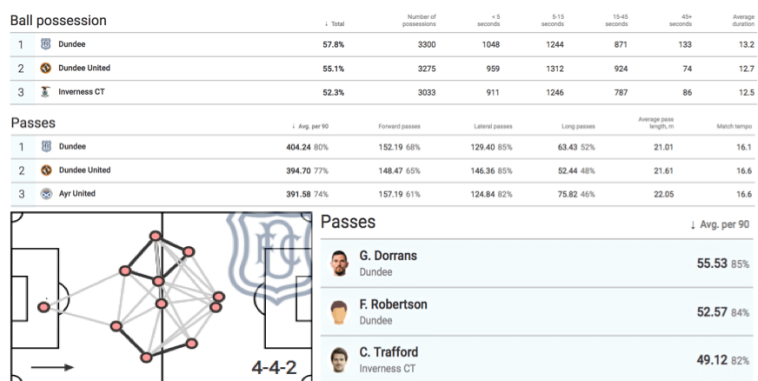 Ball possession ↓ Total Number of possessions < 5 seconds 5-15 seconds 15-45 seconds 45+ seconds Average duration
1 Dundee 57.8% 3300 1048 1244 871 133 13.2
2 Dundee United 55.1% 3275 959 1312 924 74 12.7
3 Inverness CT 52.3% 3033 911 1246 787 86 12.5
Passes ↓ Avg. per 90 Forward passes Lateral passes Long passes Average pass length, m Match tempo
1 Dundee 404.24 80% 152.19 68% 129.40 85% 63.43 52% 21.01 16.1
2 Dundee United 394.70 77% 148.47 65% 146.36 85% 52.44 48% 21.61 16.6
3 Ayr United 391.58 74% 157.19 61% 124.84 82% 75.82 46% 22.05 16.6
DFC
4-4-2
Passes ↓ Avg. per 90
G. Dorrans
Dundee
55.53 85%
F. Robertson
Dundee
52.57 84%
C. Trafford
Inverness CT
49.12 82%